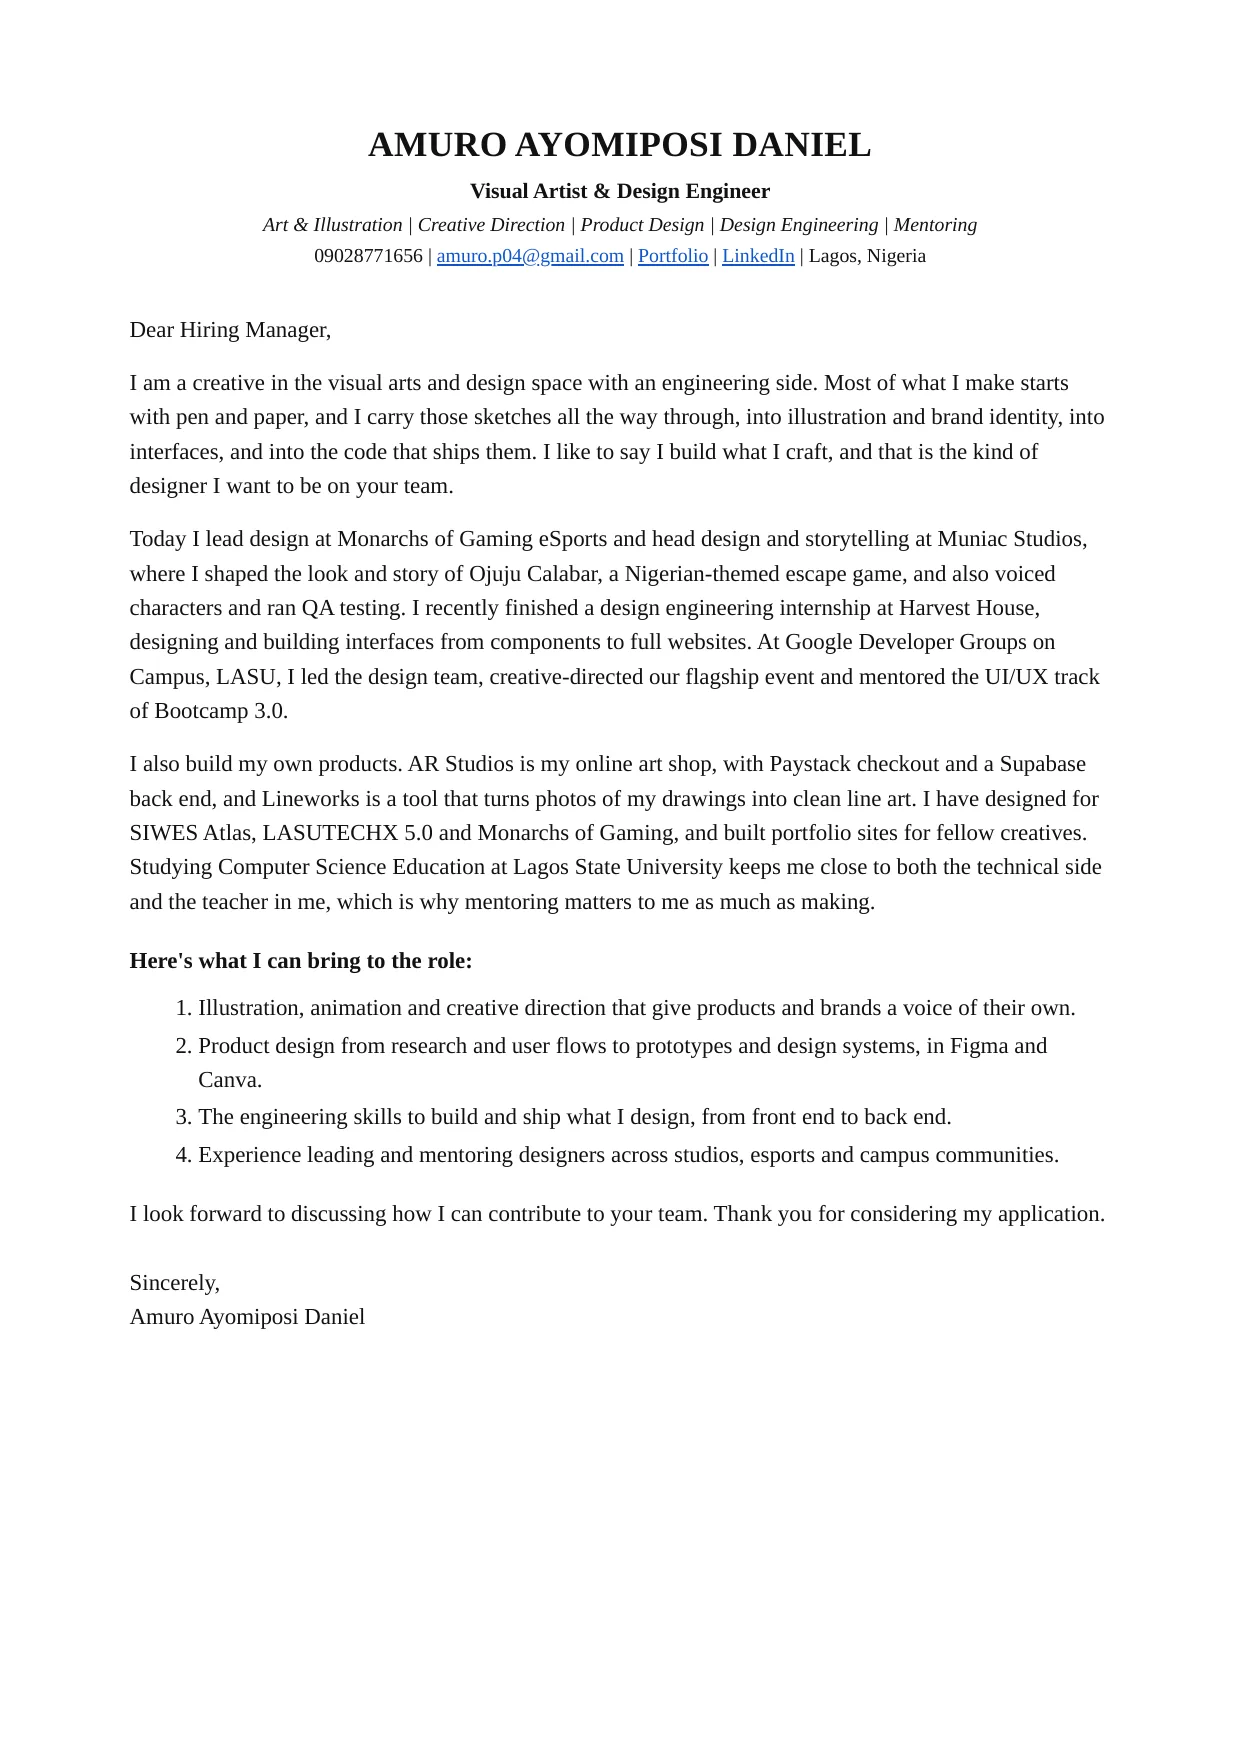 AMURO AYOMIPOSI DANIEL
Visual Artist & Design Engineer
Art & Illustration | Creative Direction | Product Design | Design Engineering | Mentoring
09028771656 | amuro.p04@gmail.com | Portfolio | LinkedIn | Lagos, Nigeria
Dear Hiring Manager,
I am a creative in the visual arts and design space with an engineering side. Most of what I make starts
with pen and paper, and I carry those sketches all the way through, into illustration and brand identity, into
interfaces, and into the code that ships them. I like to say I build what I craft, and that is the kind of
designer I want to be on your team.
Today I lead design at Monarchs of Gaming eSports and head design and storytelling at Muniac Studios,
where I shaped the look and story of Ojuju Calabar, a Nigerian-themed escape game, and also voiced
characters and ran QA testing. I recently finished a design engineering internship at Harvest House,
designing and building interfaces from components to full websites. At Google Developer Groups on
Campus, LASU, I led the design team, creative-directed our flagship event and mentored the UI/UX track
of Bootcamp 3.0.
I also build my own products. AR Studios is my online art shop, with Paystack checkout and a Supabase
back end, and Lineworks is a tool that turns photos of my drawings into clean line art. I have designed for
SIWES Atlas, LASUTECHX 5.0 and Monarchs of Gaming, and built portfolio sites for fellow creatives.
Studying Computer Science Education at Lagos State University keeps me close to both the technical side
and the teacher in me, which is why mentoring matters to me as much as making.
Here's what I can bring to the role:
1. Illustration, animation and creative direction that give products and brands a voice of their own.
2. Product design from research and user flows to prototypes and design systems, in Figma and
Canva.
3. The engineering skills to build and ship what I design, from front end to back end.
4. Experience leading and mentoring designers across studios, esports and campus communities.
I look forward to discussing how I can contribute to your team. Thank you for considering my application.
Sincerely,
Amuro Ayomiposi Daniel